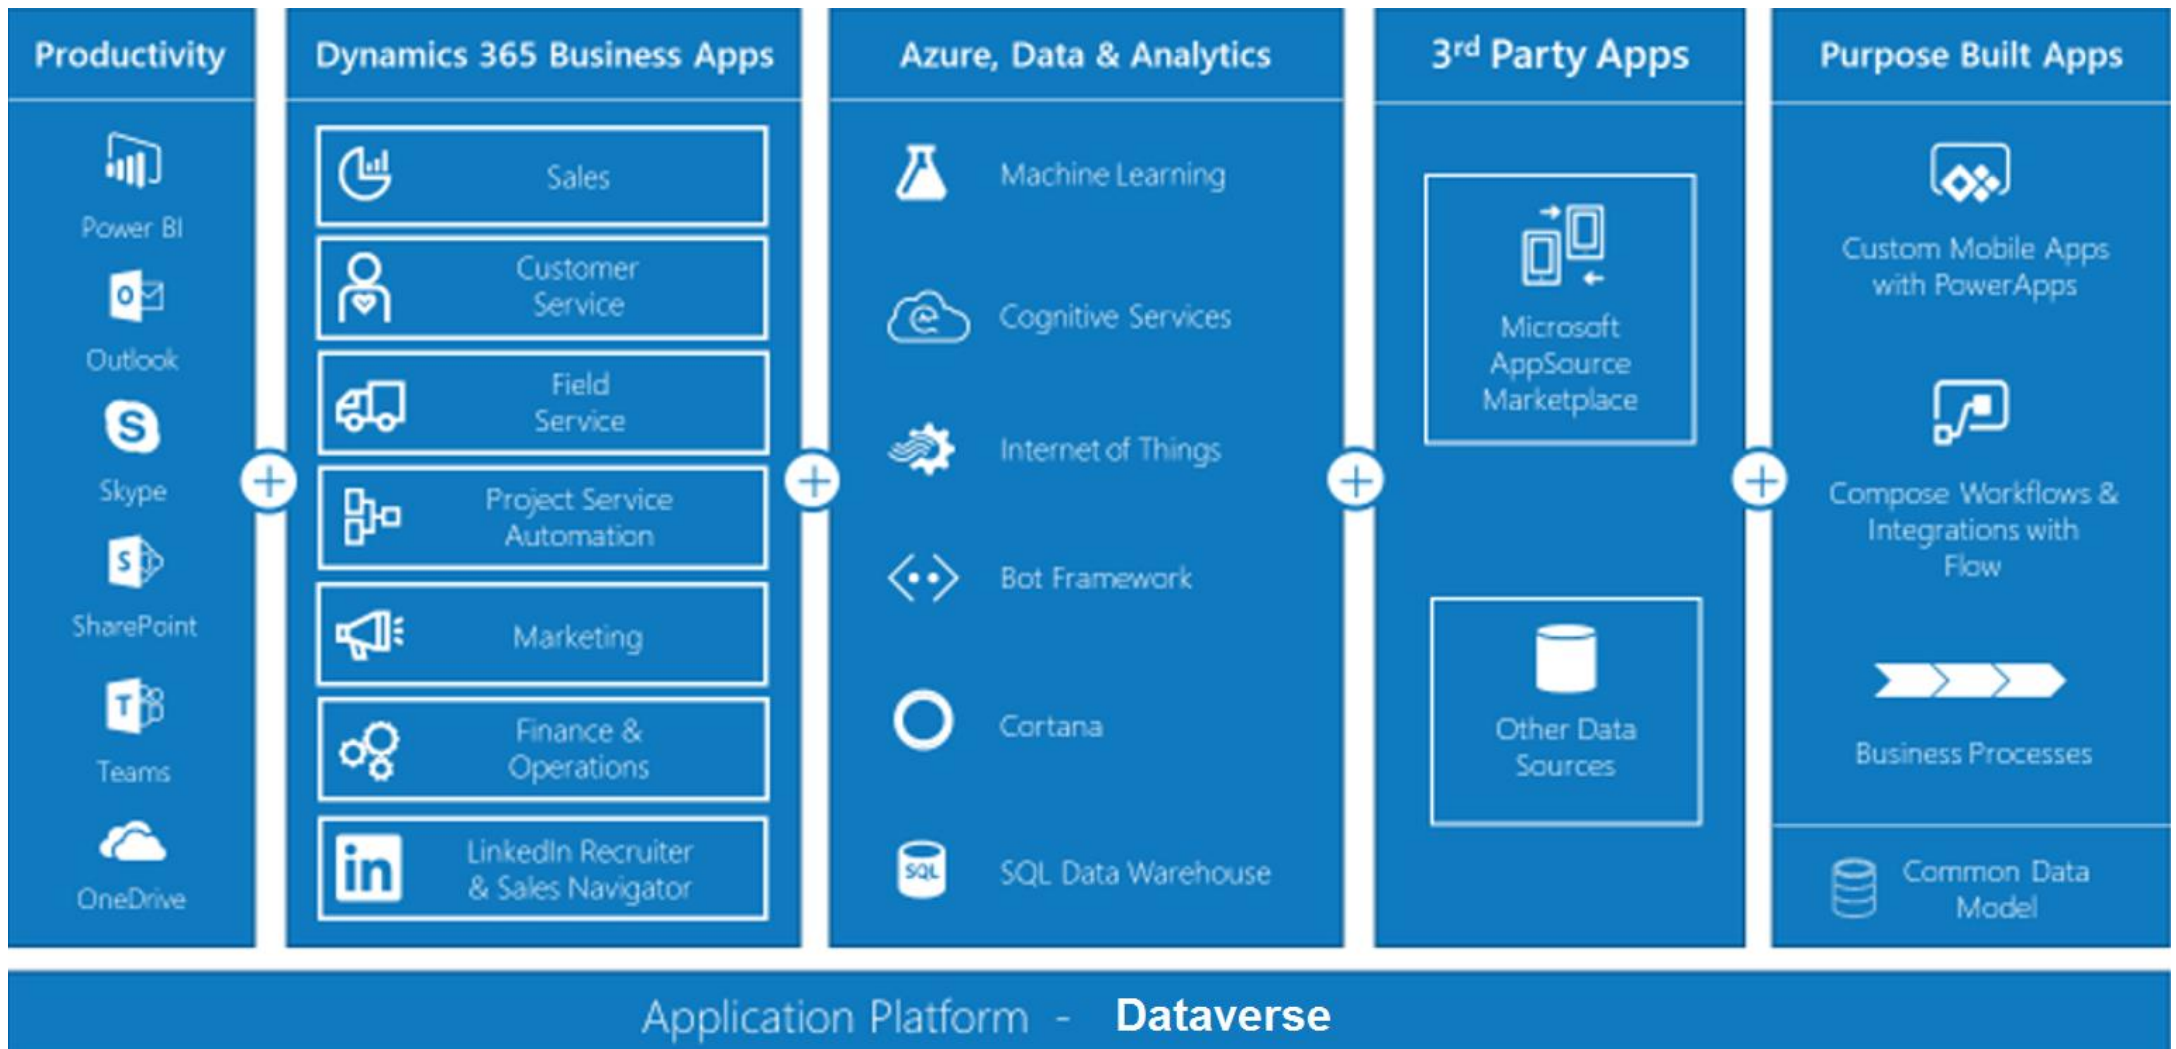 Productivity
Power BI
Outlook
Skype
SharePoint
Teams
OneDrive
Dynamics 365 Business Apps
Sales
Customer
Service
Field
Service
Project Service
Automation
Marketing
Finance &
Operations
in
LinkedIn Recruiter
& Sales Navigator
Azure, Data & Analytics
Machine Learning
Cognitive Services
Internet of Things
Bot Framework
Cortana
SQL
SQL Data Warehouse
3rd Party Apps
Microsoft
AppSource
Marketplace
Other Data
Sources
Purpose Built Apps
Custom Mobile Apps
with PowerApps
Compose Workflows &
Integrations with
Flow
Business Processes
Common Data
Model
Application Platform - Dataverse